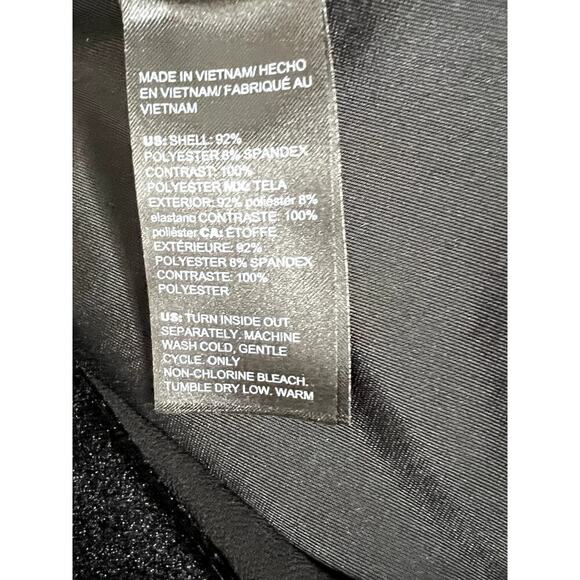 MADE IN VIETNAM/ HECHO
EN VIETNAM/ FABRIQUÉ AU
VIETNAM
US: SHELL: 92%
POLYESTER 8% SPANDEX
CONTRAST: 100%
POLYESTER MX: TELA
EXTERIOR: 92% poliéster 8%
elastano CONTRASTE: 100%
poliéster CA: ÉTOFFE
EXTÉRIEURE: 92%
POLYESTER 8% SPANDEX
CONTRASTE: 100%
POLYESTER
US: TURN INSIDE OUT.
SEPARATELY. MACHINE
WASH COLD, GENTLE
CYCLE. ONLY
NON-CHLORINE BLEACH.
TUMBLE DRY LOW. WARM